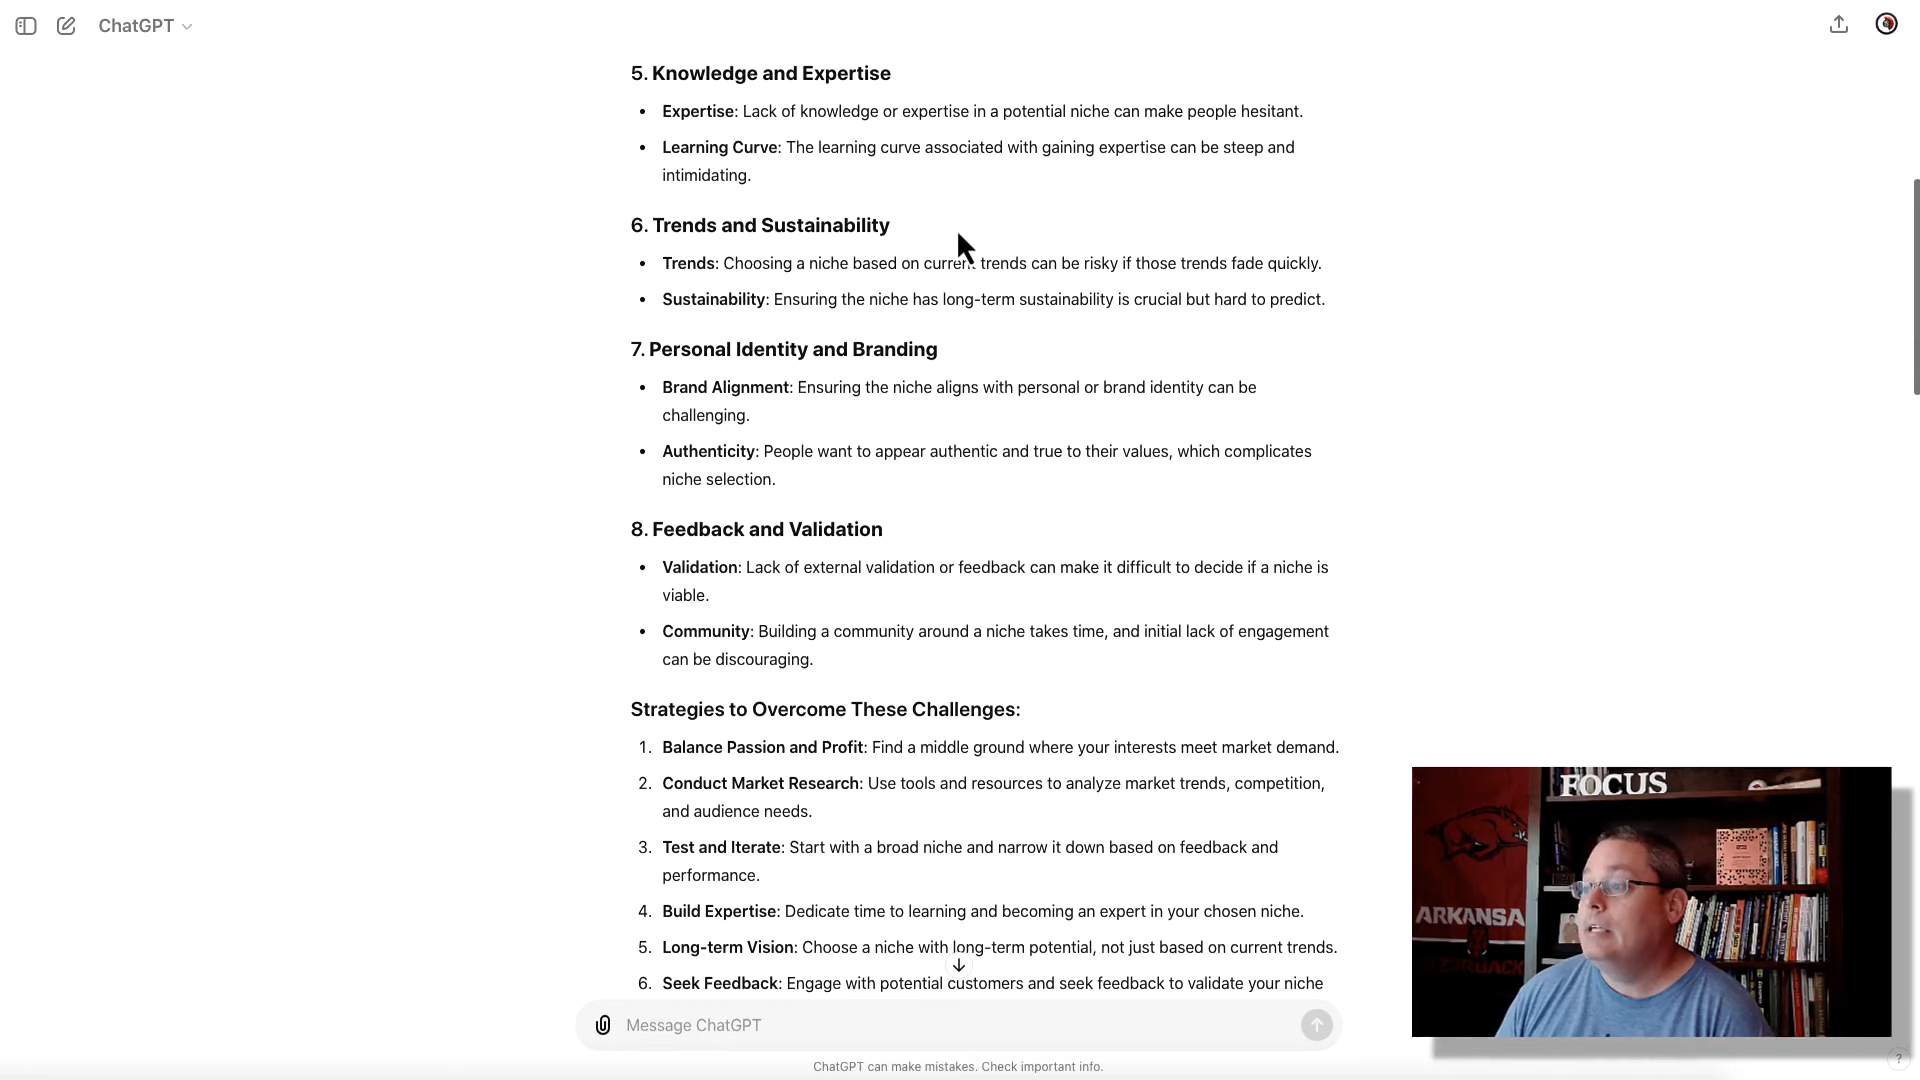 ChatGPT
5. Knowledge and Expertise
• Expertise: Lack of knowledge or expertise in a potential niche can make people hesitant.
• Learning Curve: The learning curve associated with gaining expertise can be steep and
intimidating.
6. Trends and Sustainability
• Trends: Choosing a niche based on current trends can be risky if those trends fade quickly.
• Sustainability: Ensuring the niche has long-term sustainability is crucial but hard to predict.
7. Personal Identity and Branding
• Brand Alignment: Ensuring the niche aligns with personal or brand identity can be
challenging.
• Authenticity: People want to appear authentic and true to their values, which complicates
niche selection.
8. Feedback and Validation
• Validation: Lack of external validation or feedback can make it difficult to decide if a niche is
viable.
• Community: Building a community around a niche takes time, and initial lack of engagement
can be discouraging.
Strategies to Overcome These Challenges:
1. Balance Passion and Profit: Find a middle ground where your interests meet market demand.
2. Conduct Market Research: Use tools and resources to analyze market trends, competition,
and audience needs.
3. Test and Iterate: Start with a broad niche and narrow it down based on feedback and
performance.
4. Build Expertise: Dedicate time to learning and becoming an expert in your chosen niche.
5. Long-term Vision: Choose a niche with long-term potential, not just based on current trends.
6. Seek Feedback: Engage with potential customers and seek feedback to validate your niche
Message ChatGPT
ChatGPT can make mistakes. Check important info.
?
FOCUS
ARKANSA